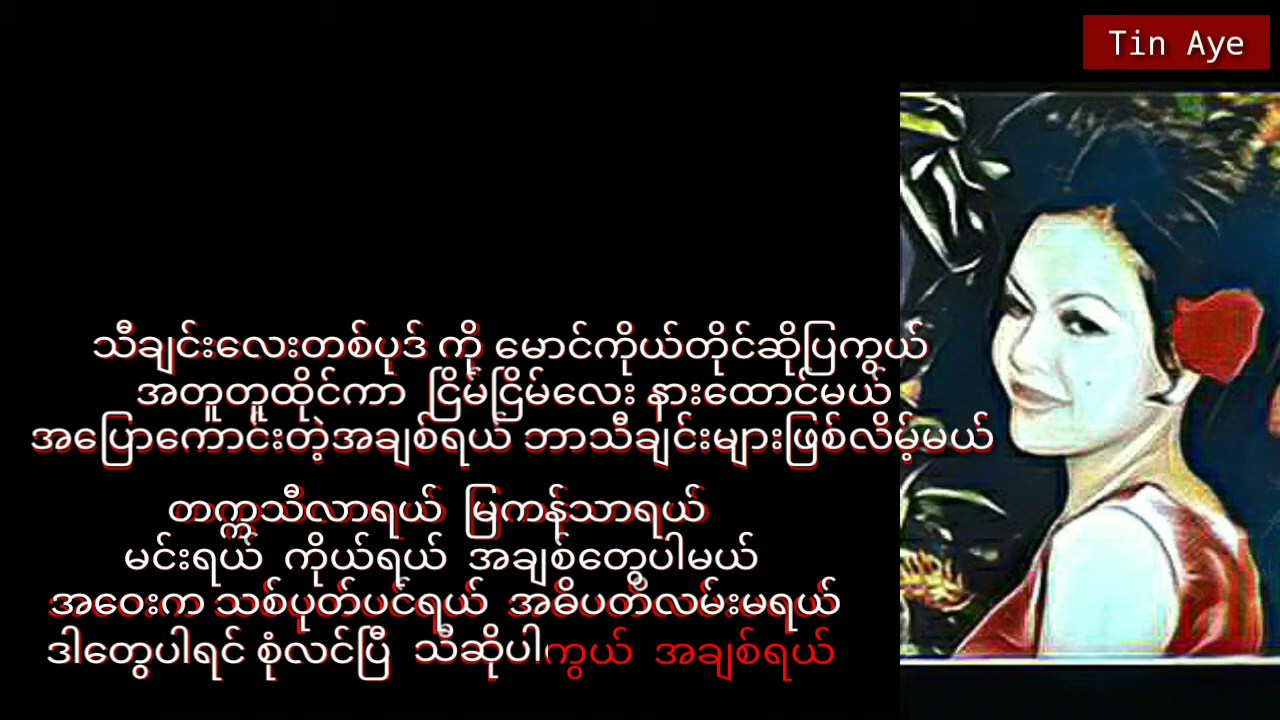 Tin Aye
သီချင်းလေးတစ်ပုဒ် ကို မောင်ကိုယ်တိုင်ဆိုပြကွယ်
အတူတူထိုင်ကာ ငြိမ်ငြိမ်လေး နားထောင်မယ်
အပြောကောင်းတဲ့အချစ်ရယ် ဘာသီချင်းများဖြစ်လိမ့်မယ်
တက္ကသီလာရယ် မြကန်သာရယ်
မင်းရယ် ကိုယ်ရယ် အချစ်တွေပါမယ်
အဝေးက သစ်ပုတ်ပင်ရယ် အဓိပတိလမ်းမရယ်
ဒါတွေပါရင် စုံလင်ပြီ သီဆိုပါကွယ် အချစ်ရယ်